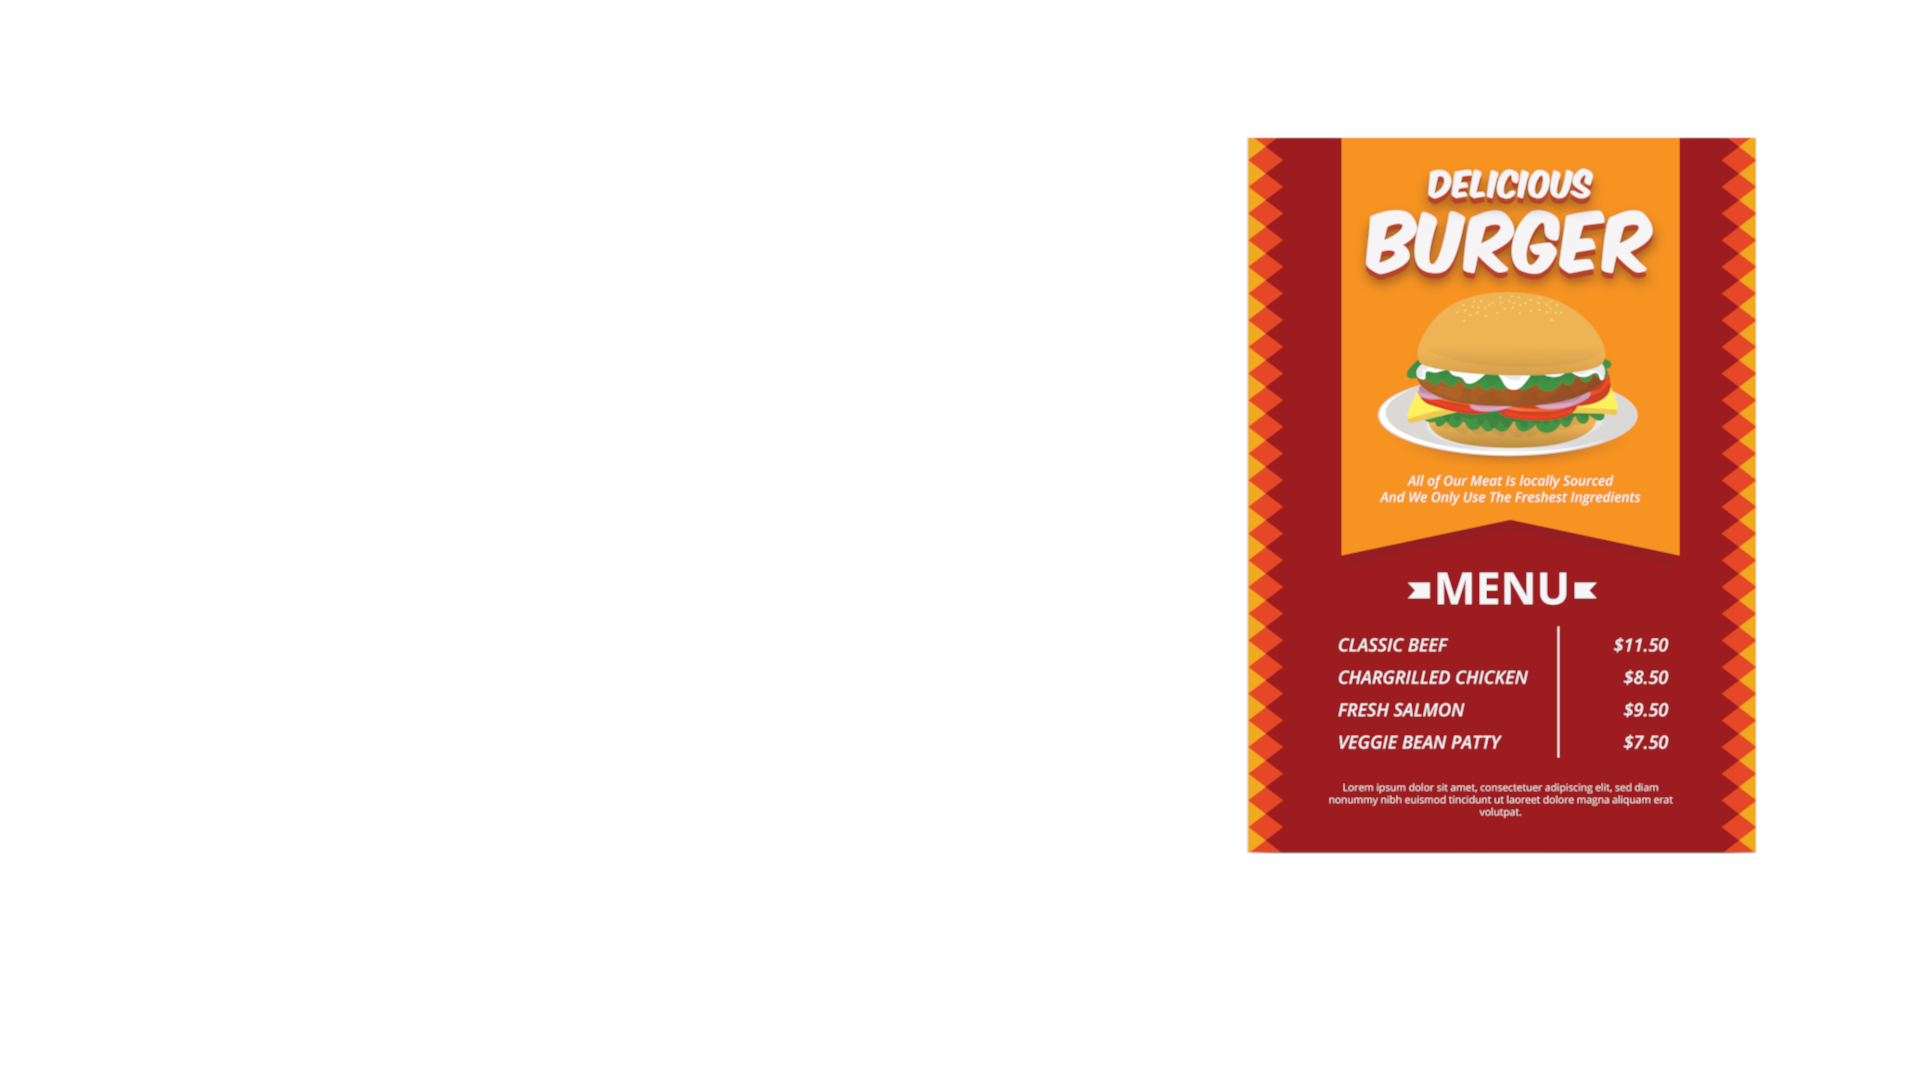 DELICIOUS
BURGER
All of Our Meat Is locally Sourced
And We Only Use The Freshest Ingredients
MENU
CLASSIC BEEF $11.50
CHARGRILLED CHICKEN $8.50
FRESH SALMON $9.50
VEGGIE BEAN PATTY $7.50
Lorem ipsum dolor sit amet, consectetuer adipiscing elit, sed diam
nonummy nibh euismod tincidunt ut laoreet dolore magna aliquam erat
volutpat.